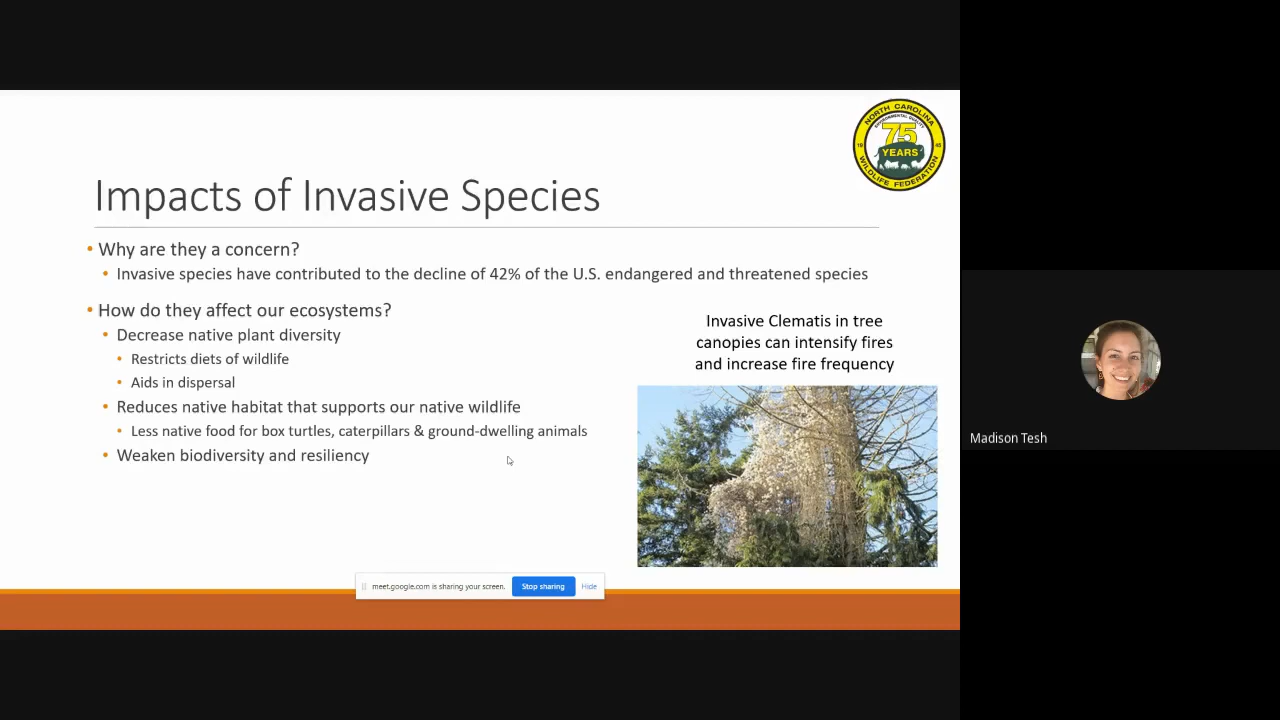 NORTH CAROLINA
ENVIRONMENTAL QUALITY
75
19 YEARS 45
WILDLIFE FEDERATION
Impacts of Invasive Species
• Why are they a concern?
• Invasive species have contributed to the decline of 42% of the U.S. endangered and threatened species
• How do they affect our ecosystems?
• Decrease native plant diversity
• Restricts diets of wildlife
• Aids in dispersal
• Reduces native habitat that supports our native wildlife
• Less native food for box turtles, caterpillars & ground-dwelling animals
• Weaken biodiversity and resiliency
Invasive Clematis in tree
canopies can intensify fires
and increase fire frequency
meet.google.com is sharing your screen. Stop sharing Hide
Madison Tesh